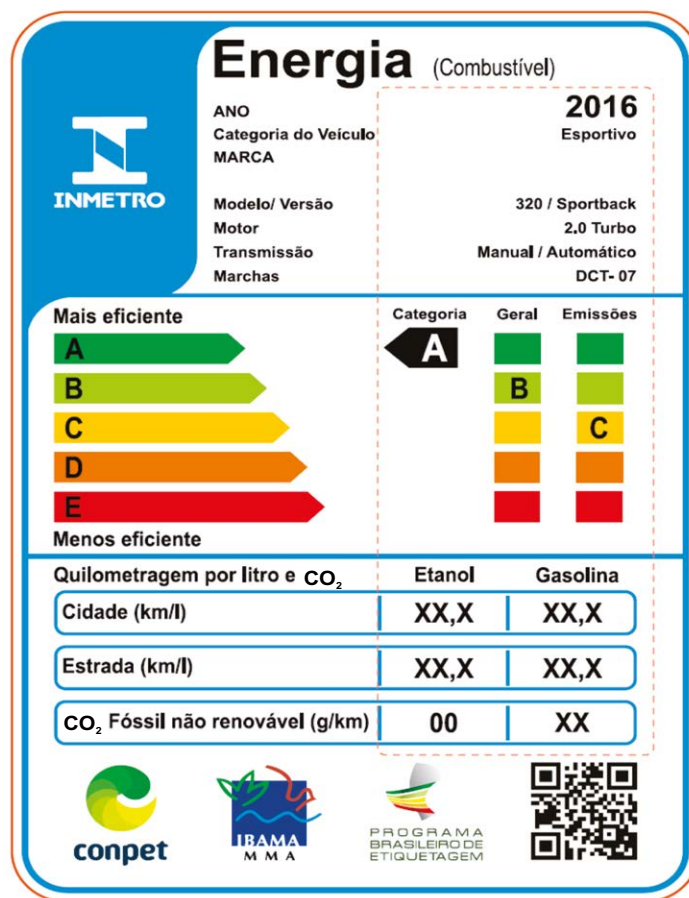 Energia (Combustível)
ANO 2016
Categoria do Veículo Esportivo
MARCA
INMETRO
Modelo/ Versão 320 / Sportback
Motor 2.0 Turbo
Transmissão Manual / Automático
Marchas DCT- 07
Mais eficiente Categoria Geral Emissões
A A
B B
C C
D
E
Menos eficiente
Quilometragem por litro e CO₂ Etanol Gasolina
Cidade (km/l) XX,X XX,X
Estrada (km/l) XX,X XX,X
CO₂ Fóssil não renovável (g/km) 00 XX
conpet
IBAMA
MMA
PROGRAMA
BRASILEIRO DE
ETIQUETAGEM